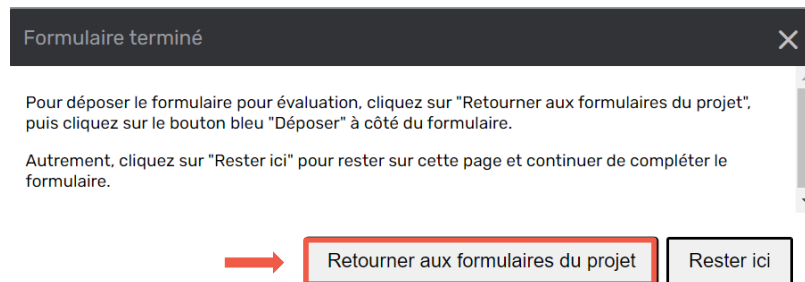 Formulaire terminé
Pour déposer le formulaire pour évaluation, cliquez sur "Retourner aux formulaires du projet",
puis cliquez sur le bouton bleu "Déposer" à côté du formulaire.
Autrement, cliquez sur "Rester ici" pour rester sur cette page et continuer de compléter le
formulaire.
Retourner aux formulaires du projet Rester ici